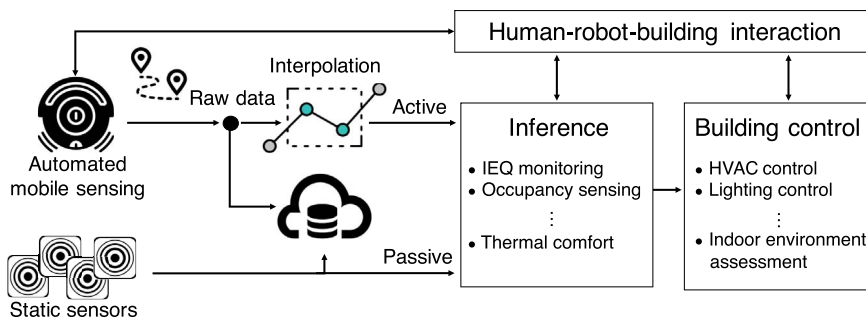 Human-robot-building interaction
Interpolation
Raw data
Active
Automated
mobile sensing
Inference
• IEQ monitoring
• Occupancy sensing
⋮
• Thermal comfort
Building control
• HVAC control
• Lighting control
⋮
• Indoor environment
assessment
Passive
Static sensors